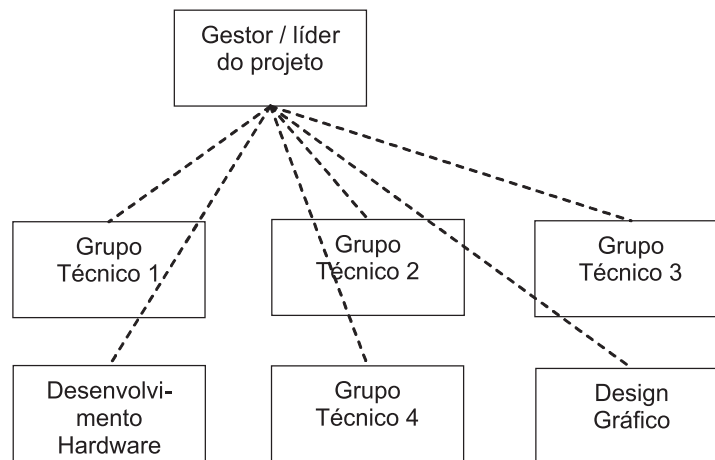 Gestor / líder
do projeto
Grupo
Técnico 1
Grupo
Técnico 2
Grupo
Técnico 3
Desenvolvi-
mento
Hardware
Grupo
Técnico 4
Design
Gráfico